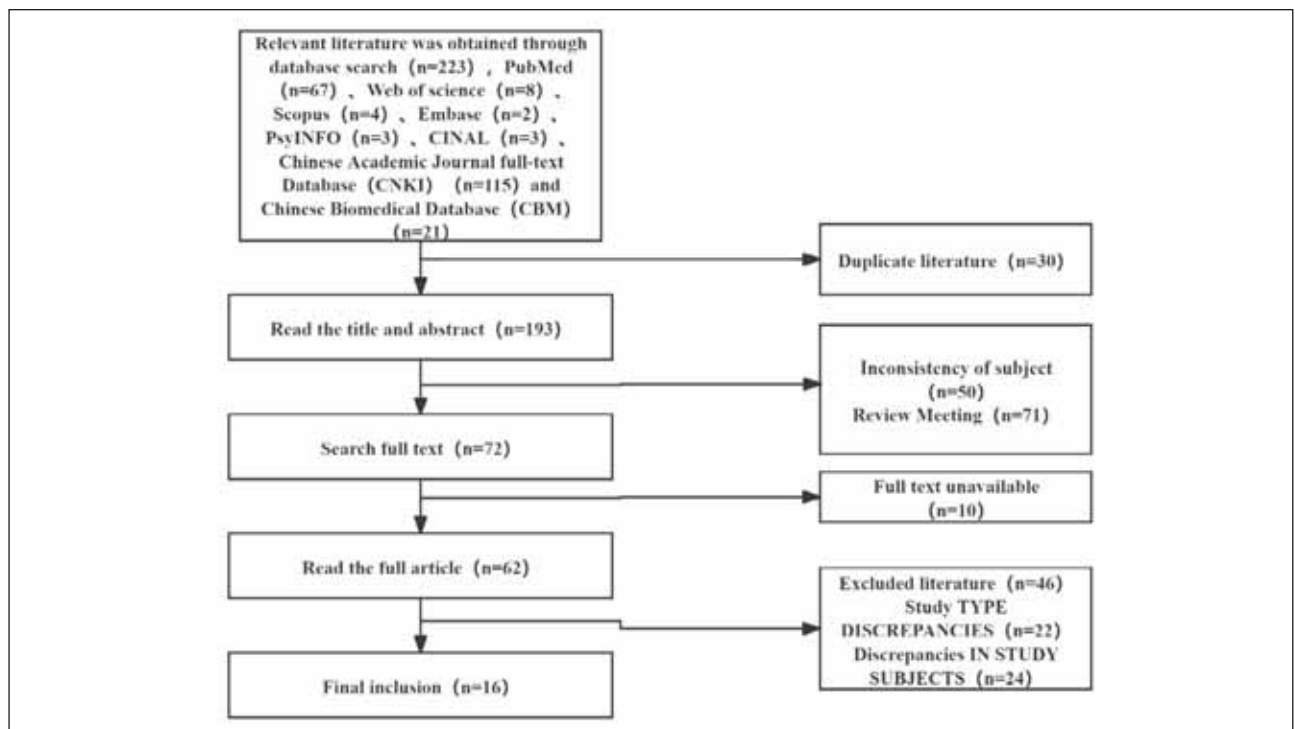 Relevant literature was obtained through
database search (n=223) , PubMed
(n=67) 、 Web of science (n=8) 、
Scopus (n=4) 、 Embase (n=2) 、
PsyINFO (n=3) 、 CINAL (n=3) 、
Chinese Academic Journal full-text
Database (CNKI) (n=115) and
Chinese Biomedical Database (CBM)
(n=21)
Duplicate literature (n=30)
Read the title and abstract (n=193)
Inconsistency of subject
(n=50)
Review Meeting (n=71)
Search full text (n=72)
Full text unavailable
(n=10)
Read the full article (n=62)
Excluded literature (n=46)
Study TYPE
DISCREPANCIES (n=22)
Discrepancies IN STUDY
SUBJECTS (n=24)
Final inclusion (n=16)